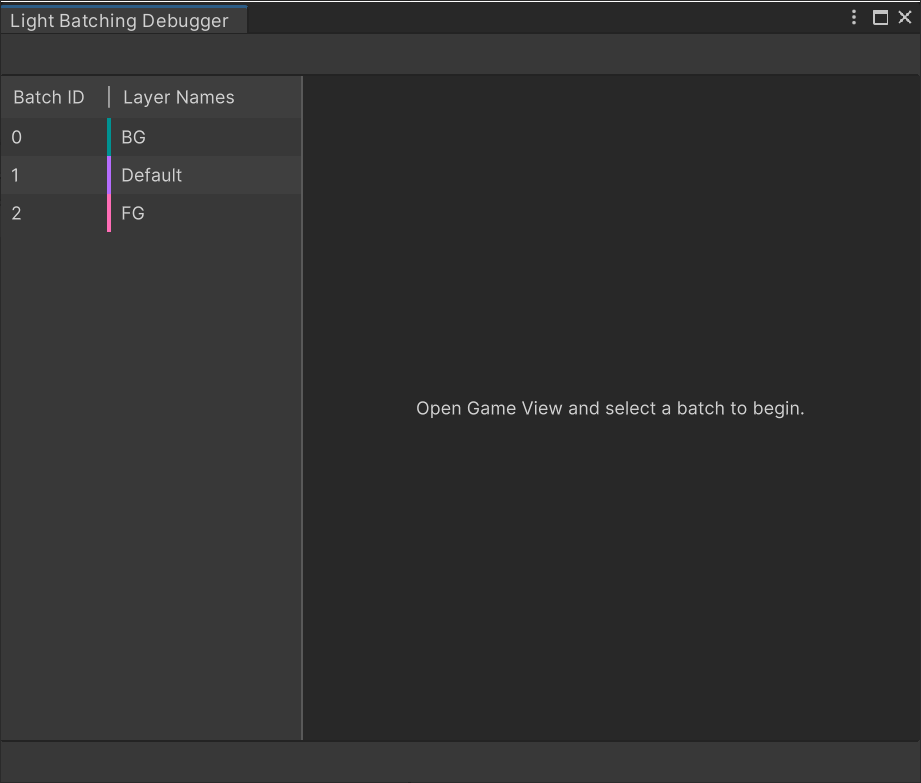 Light Batching Debugger
Batch ID | Layer Names
0 BG
1 Default
2 FG
Open Game View and select a batch to begin.